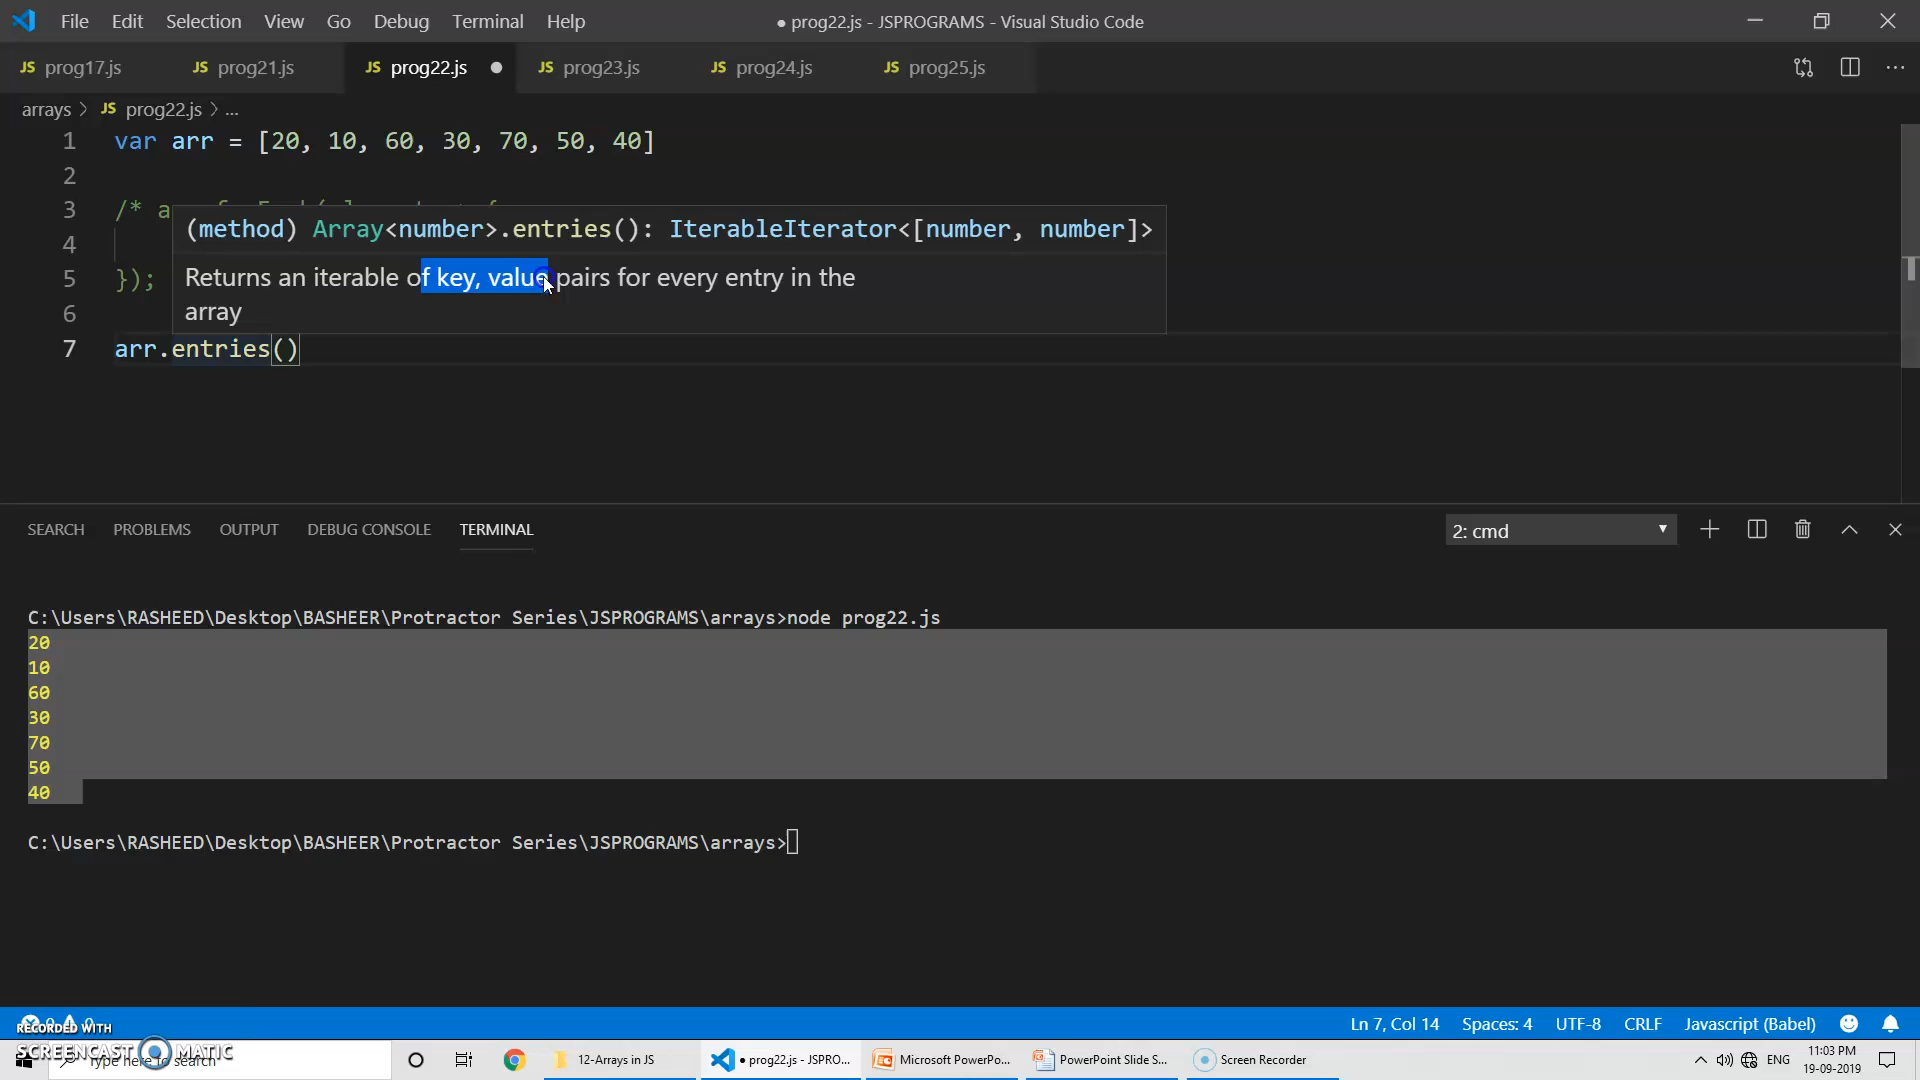 File Edit Selection View Go Debug Terminal Help ● prog22.js - JSPROGRAMS - Visual Studio Code
JS prog17.js JS prog21.js JS prog22.js JS prog23.js JS prog24.js JS prog25.js
arrays > JS prog22.js > ...
1 var arr = [20, 10, 60, 30, 70, 50, 40]
2
3 /* a
(method) Array<number>.entries(): IterableIterator<[number, number]>
4
Returns an iterable of key, value pairs for every entry in the
5 });
array
6
7 arr.entries()
SEARCH PROBLEMS OUTPUT DEBUG CONSOLE TERMINAL 2: cmd
C:\Users\RASHEED\Desktop\BASHEER\Protractor Series\JSPROGRAMS\arrays>node prog22.js
20
10
60
30
70
50
40
C:\Users\RASHEED\Desktop\BASHEER\Protractor Series\JSPROGRAMS\arrays>
Ln 7, Col 14 Spaces: 4 UTF-8 CRLF Javascript (Babel)
RECORDED WITH
SCREENCAST MATIC
Type here to search 12-Arrays in JS ● prog22.js - JSPRO... Microsoft PowerPo... PowerPoint Slide S... Screen Recorder ENG 11:03 PM
19-09-2019